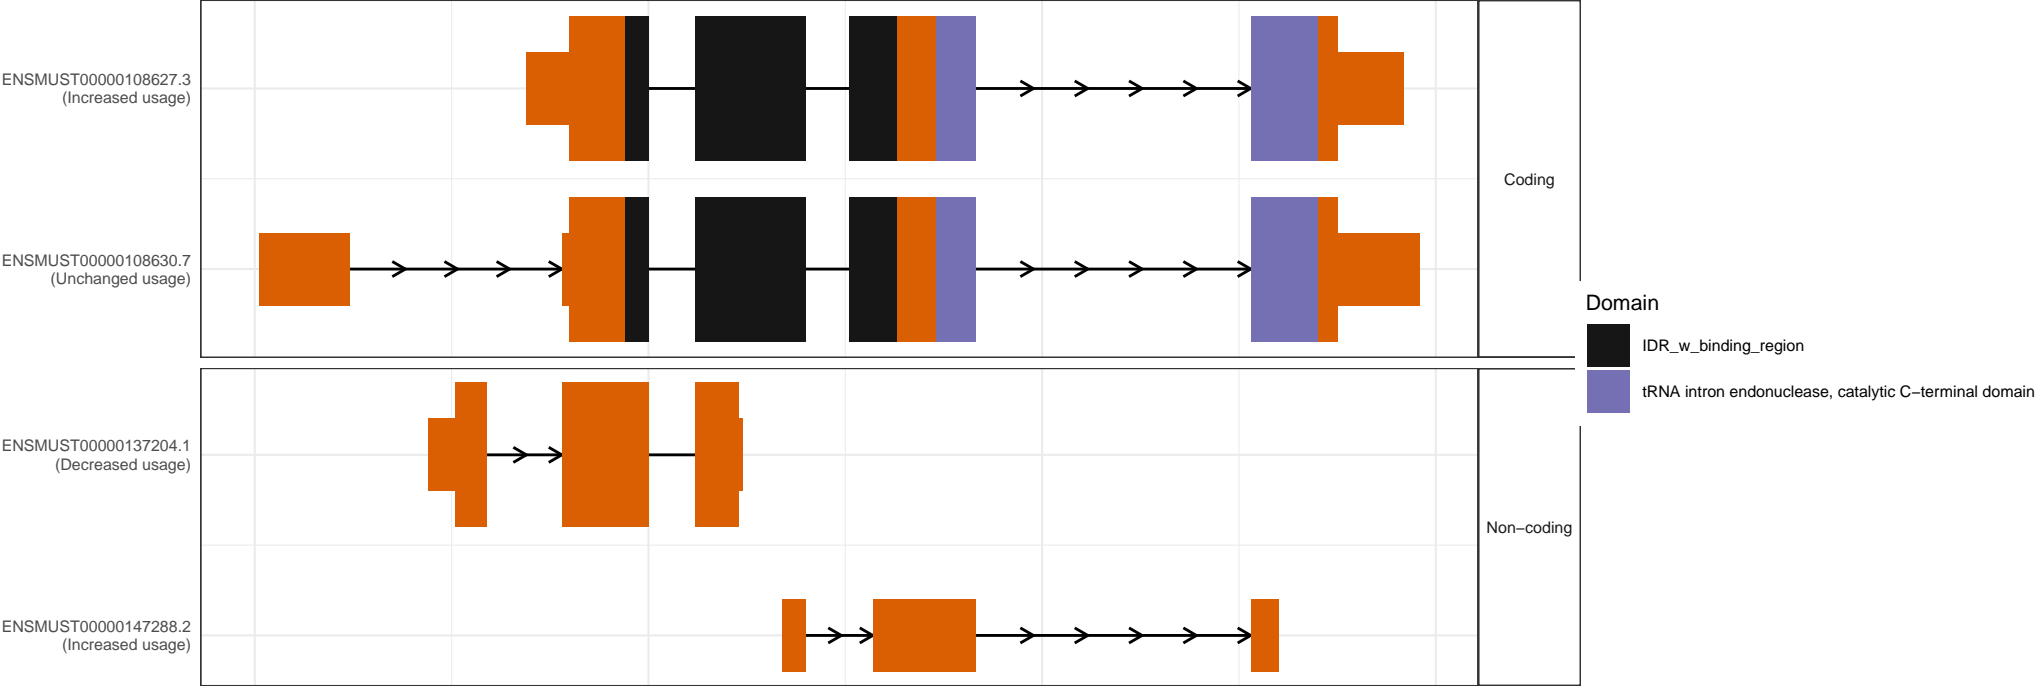 ENSMUST00000108627.3
(Increased usage)
ENSMUST00000108630.7
(Unchanged usage)
Coding
Domain
IDR_w_binding_region
tRNA intron endonuclease, catalytic C−terminal domain
ENSMUST00000137204.1
(Decreased usage)
Non−coding
ENSMUST00000147288.2
(Increased usage)